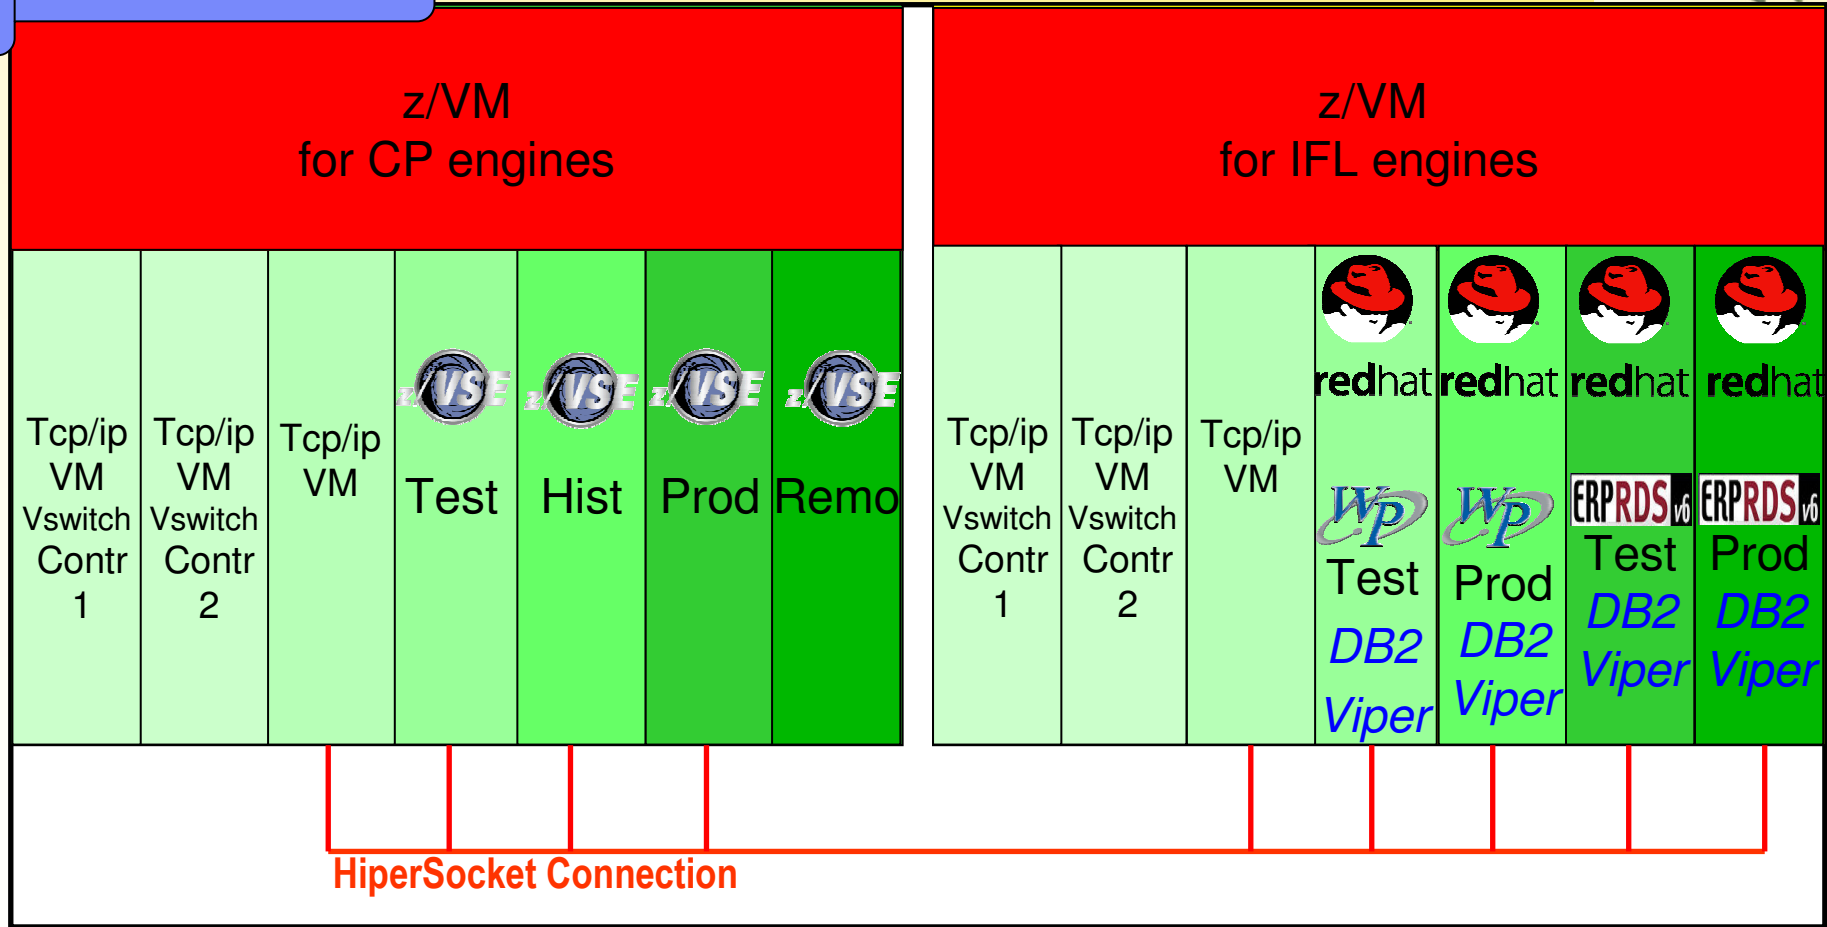 z/VM
for CP engines
z/VM
for IFL engines
Tcp/ip
VM
Vswitch
Contr
1
Tcp/ip
VM
Vswitch
Contr
2
Tcp/ip
VM
z/VSE
Test
z/VSE
Hist
z/VSE
Prod
z/VSE
Remo
Tcp/ip
VM
Vswitch
Contr
1
Tcp/ip
VM
Vswitch
Contr
2
Tcp/ip
VM
redhat
WP
Test
DB2
Viper
redhat
WP
Prod
DB2
Viper
redhat
ERPRDS v6
Test
DB2
Viper
redhat
ERPRDS v6
Prod
DB2
Viper
HiperSocket Connection